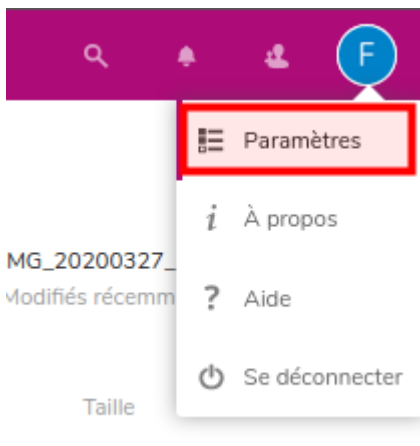 F
Paramètres
À propos
MG_20200327_
Modifiés récemm
Aide
Se déconnecter
Taille